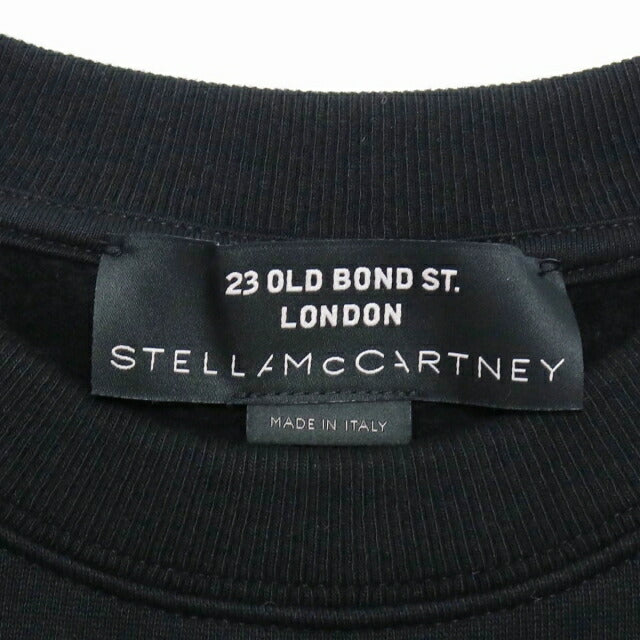 23 OLD BOND ST.
LONDON
STELLAMcCARTNEY
MADE IN ITALY